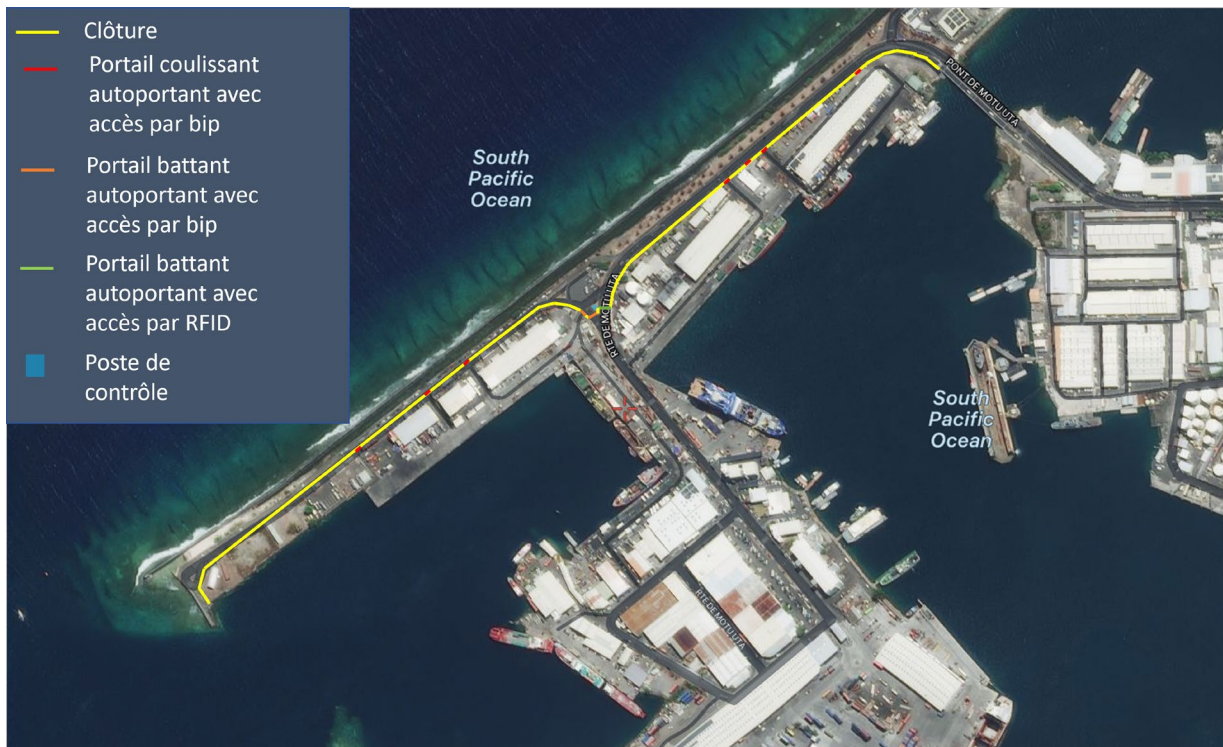 Clôture
Portail coulissant
autoportant avec
accès par bip
Portail battant
autoportant avec
accès par bip
Portail battant
autoportant avec
accès par RFID
Poste de
contrôle
PONT DE MOTU UTA
South
Pacific
Ocean
RTE DE MOTU UTA
South
Pacific
Ocean
RTE DE MOTU UTA